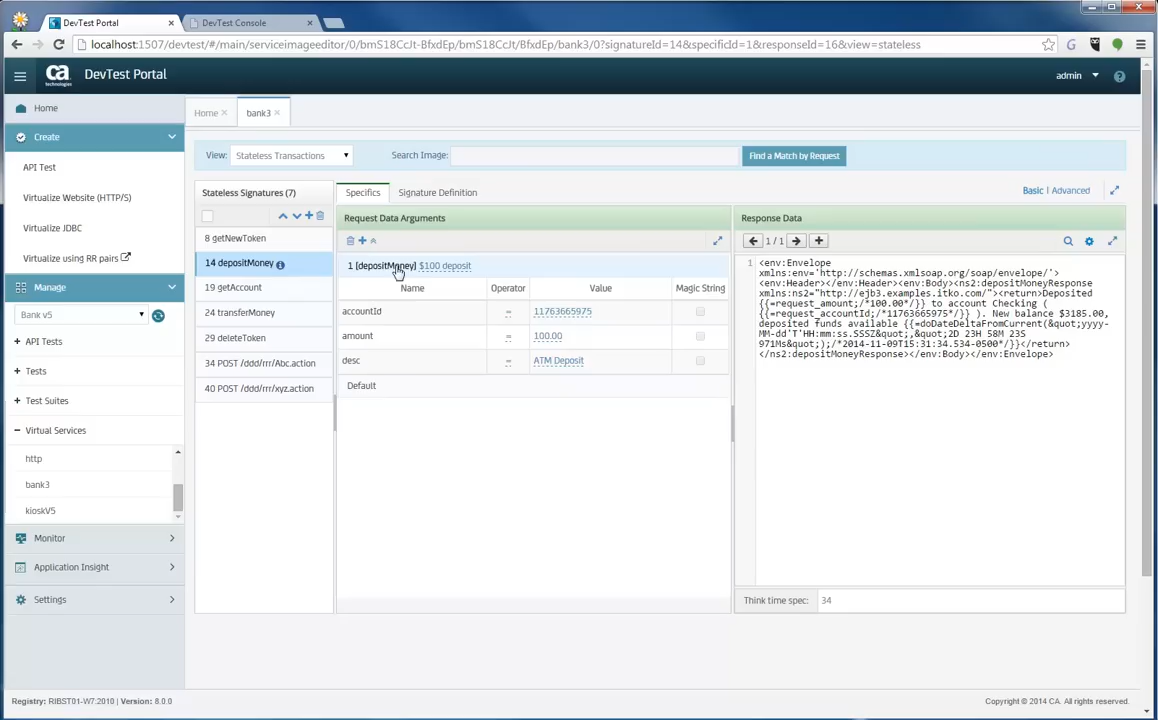 DevTest Portal
DevTest Console
localhost:1507/devtest/#/main/serviceimageeditor/0/bmS18CcJt-BfxdEp/bmS18CcJt/BfxdEp/bank3/0?signatureId=14&specificId=1&responseId=16&view=stateless
CA technologies
DevTest Portal
admin
Home
Home
bank3
Create
API Test
Virtualize Website (HTTP/S)
Virtualize JDBC
Virtualize using RR pairs
Manage
Bank v5
API Tests
Tests
Test Suites
Virtual Services
http
bank3
kioskV5
Monitor
Application Insight
Settings
View: Stateless Transactions
Search Image:
Find a Match by Request
Stateless Signatures (7)
8 getNewToken
14 depositMoney
19 getAccount
24 transferMoney
29 deleteToken
34 POST /ddd/rrr/Abc.action
40 POST /ddd/rrr/xyz.action
Specifics
Signature Definition
Basic | Advanced
Request Data Arguments
1 [depositMoney] $100 deposit
Name Operator Value Magic String
accountId = 11763665975
amount = 100.00
desc = ATM Deposit
Default
Response Data
1 / 1
1 <env:Envelope
xmlns:env='http://schemas.xmlsoap.org/soap/envelope/'>
<env:Header></env:Header><env:Body><ns2:depositMoneyResponse
xmlns:ns2="http://ejb3.examples.itko.com/"><return>Deposited
{{=request_amount;/*100.00*/}} to account Checking (
{{=request_accountId;/*11763665975*/}} ). New balance $3185.00,
deposited funds available {{=doDateDeltaFromCurrent(&quot;yyyy-
MM-dd'T'HH:mm:ss.SSSZ&quot;,&quot;2D 23H 58M 23S
971Ms&quot;);/*2014-11-09T15:31:34.534-0500*/}}</return>
</ns2:depositMoneyResponse></env:Body></env:Envelope>
Think time spec: 34
Registry: RIBST01-W7:2010 | Version: 8.0.0
Copyright © 2014 CA. All rights reserved.